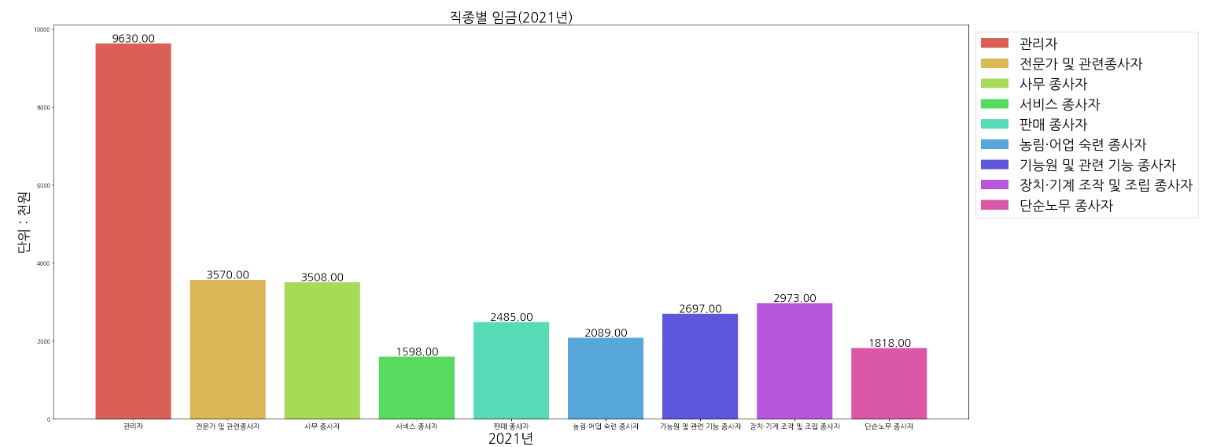 직종별 임금(2021년)
단위 : 천원
10000
8000
6000
4000
2000
0
9630.00
3570.00
3508.00
1598.00
2485.00
2089.00
2697.00
2973.00
1818.00
관리자
전문가 및 관련종사자
사무 종사자
서비스 종사자
판매 종사자
농림·어업 숙련 종사자
기능원 및 관련 기능 종사자
장치·기계 조작 및 조립 종사자
단순노무 종사자
2021년
관리자
전문가 및 관련종사자
사무 종사자
서비스 종사자
판매 종사자
농림·어업 숙련 종사자
기능원 및 관련 기능 종사자
장치·기계 조작 및 조립 종사자
단순노무 종사자